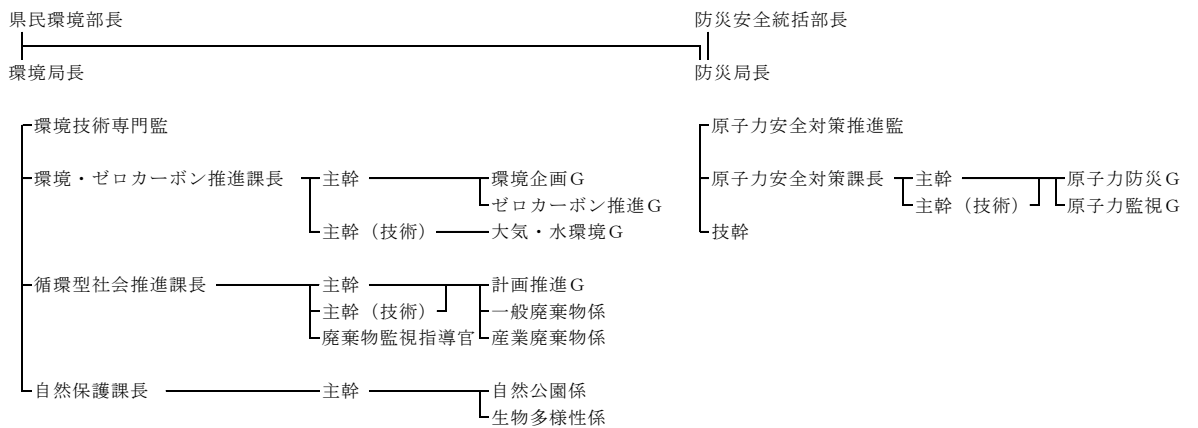 県民環境部長 防災安全統括部長
環境局長 防災局長
環境技術専門監 原子力安全対策推進監
環境・ゼロカーボン推進課長 主幹 環境企画G 原子力安全対策課長 主幹 原子力防災G
ゼロカーボン推進G 主幹（技術） 原子力監視G
主幹（技術） 大気・水環境G 技幹
循環型社会推進課長 主幹 計画推進G
主幹（技術） 一般廃棄物係
廃棄物監視指導官 産業廃棄物係
自然保護課長 主幹 自然公園係
生物多様性係